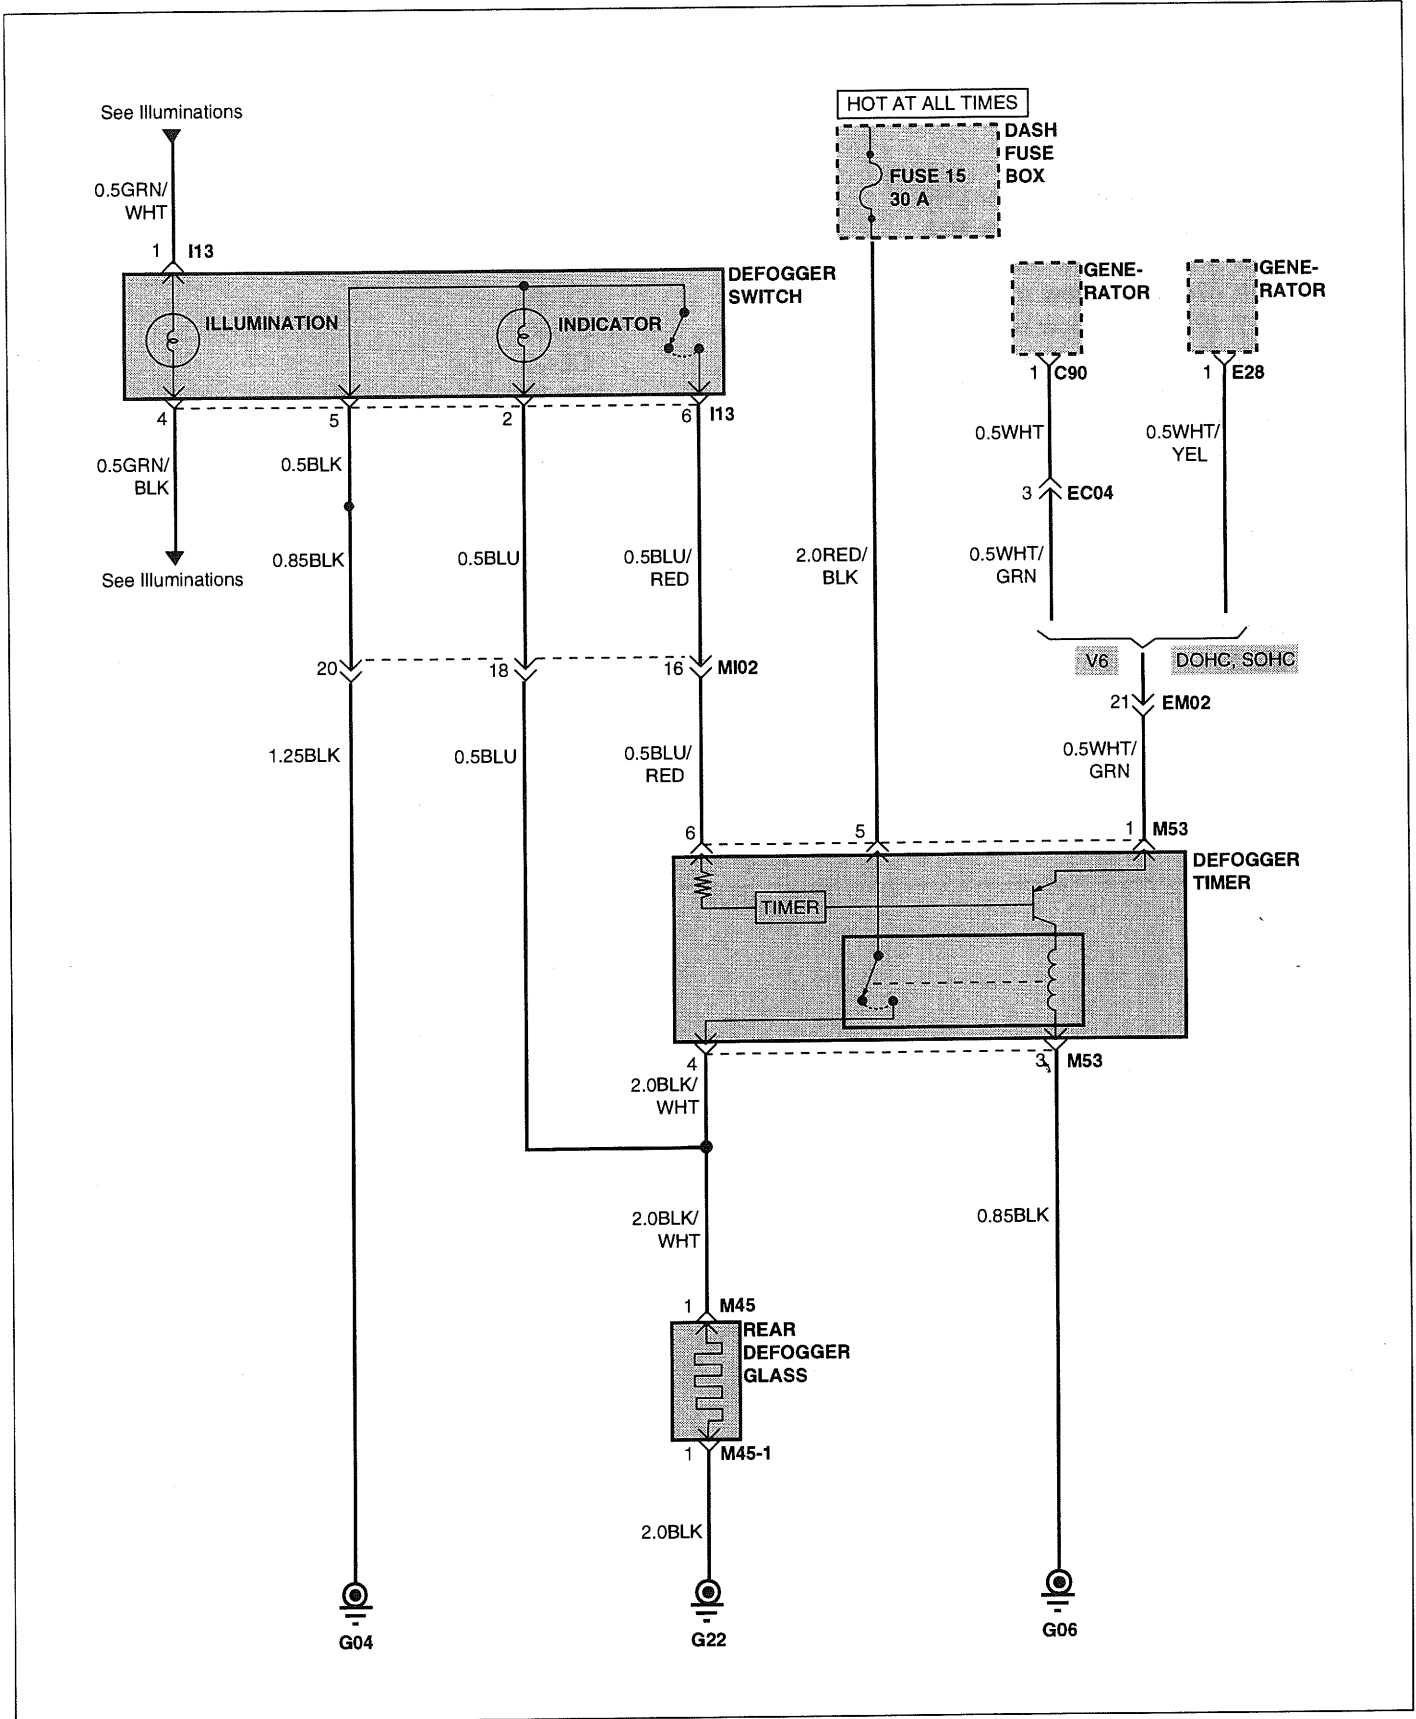 See Illuminations
0.5GRN/
WHT
1 I13
ILLUMINATION
INDICATOR
DEFOGGER
SWITCH
HOT AT ALL TIMES
FUSE 15
30 A
DASH
FUSE
BOX
GENE-
RATOR
GENE-
RATOR
1 C90
1 E28
4
5
2
6 I13
0.5GRN/
BLK
0.5BLK
0.5WHT
0.5WHT/
YEL
3 EC04
See Illuminations
0.85BLK
0.5BLU
0.5BLU/
RED
2.0RED/
BLK
0.5WHT/
GRN
20
18
16 MI02
V6
DOHC, SOHC
21 EM02
1.25BLK
0.5BLU
0.5BLU/
RED
0.5WHT/
GRN
6
5
1 M53
DEFOGGER
TIMER
TIMER
4
3 M53
2.0BLK/
WHT
2.0BLK/
WHT
0.85BLK
1 M45
REAR
DEFOGGER
GLASS
1 M45-1
2.0BLK
G04
G22
G06